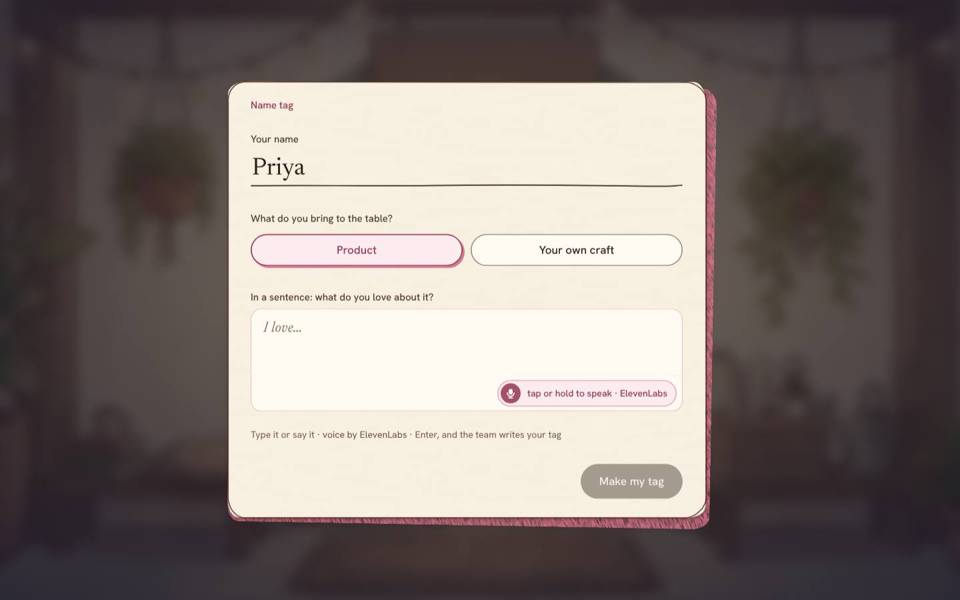 Name tag
Your name
Priya
What do you bring to the table?
Product
Your own craft
In a sentence: what do you love about it?
I love...
tap or hold to speak · ElevenLabs
Type it or say it · voice by ElevenLabs · Enter, and the team writes your tag
Make my tag